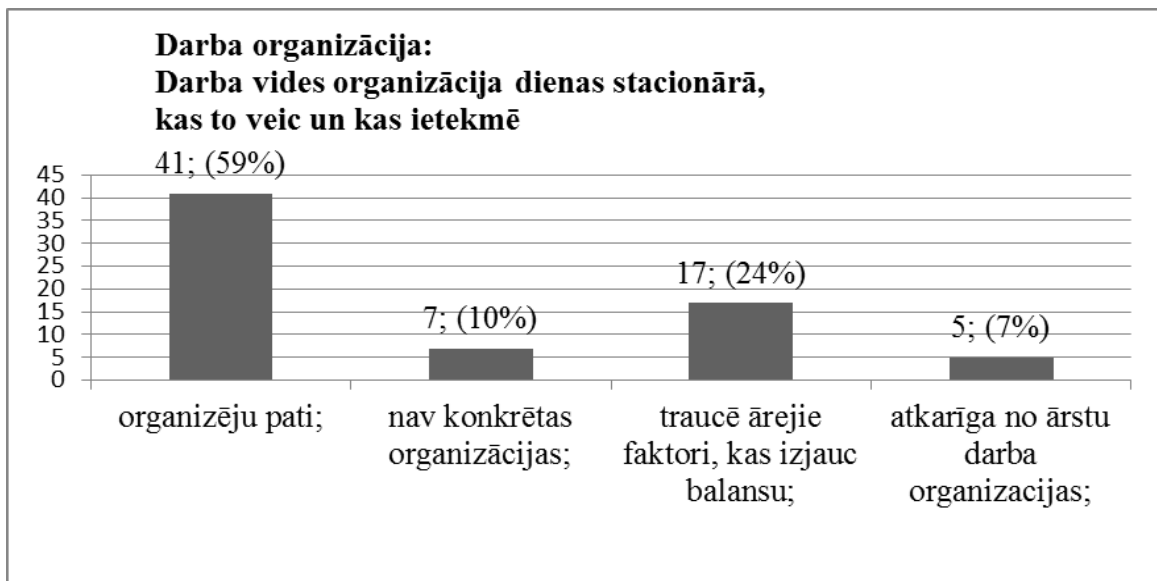 Darba organizācija:
Darba vides organizācija dienas stacionārā,
kas to veic un kas ietekmē
41; (59%)
7; (10%)
17; (24%)
5; (7%)
45
40
35
30
25
20
15
10
5
0
organizēju pati;
nav konkrētas
organizācijas;
traucē ārejie
faktori, kas izjauc
balansu;
atkarīga no ārstu
darba
organizacijas;